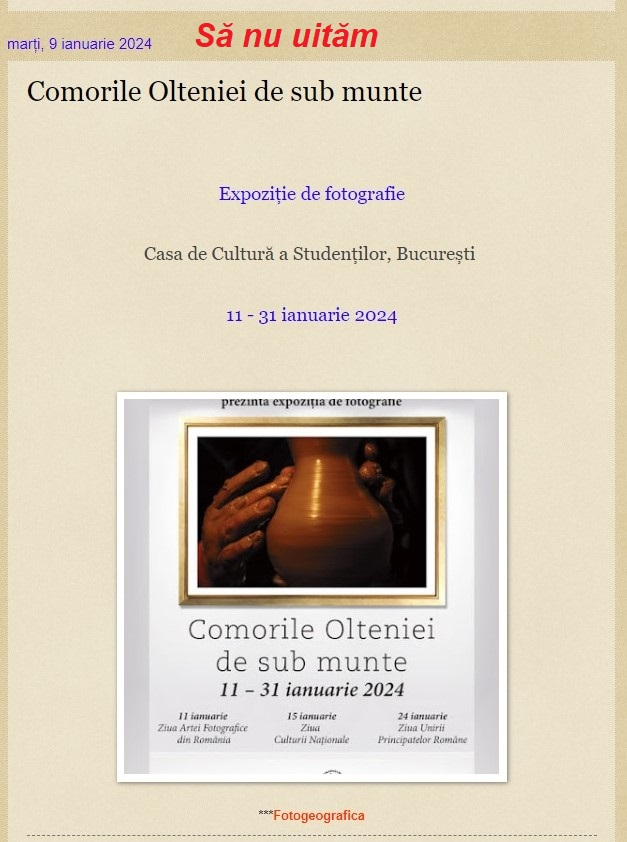 Să nu uităm
marți, 9 ianuarie 2024
Comorile Olteniei de sub munte
Expoziție de fotografie
Casa de Cultură a Studenților, București
11 - 31 ianuarie 2024
prezintă expoziția de fotografie
Comorile Olteniei
de sub munte
11 – 31 ianuarie 2024
11 ianuarie
Ziua Artei Fotografice
din România
15 ianuarie
Ziua
Culturii Naționale
24 ianuarie
Ziua Unirii
Principatelor Române
***Fotogeografica